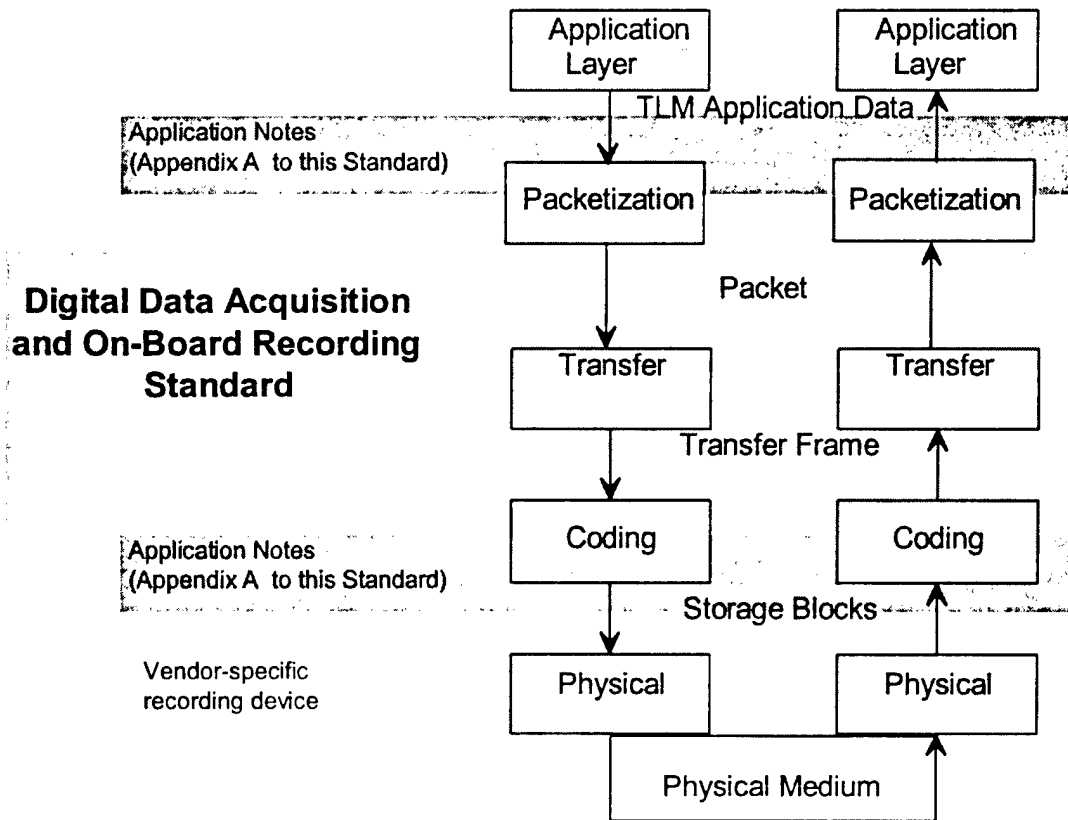 Application Layer
Application Layer
TLM Application Data
Application Notes
(Appendix A to this Standard)
Packetization
Packetization
Packet
Digital Data Acquisition
and On-Board Recording
Standard
Transfer
Transfer
Transfer Frame
Application Notes
(Appendix A to this Standard)
Coding
Coding
Storage Blocks
Vendor-specific
recording device
Physical
Physical
Physical Medium